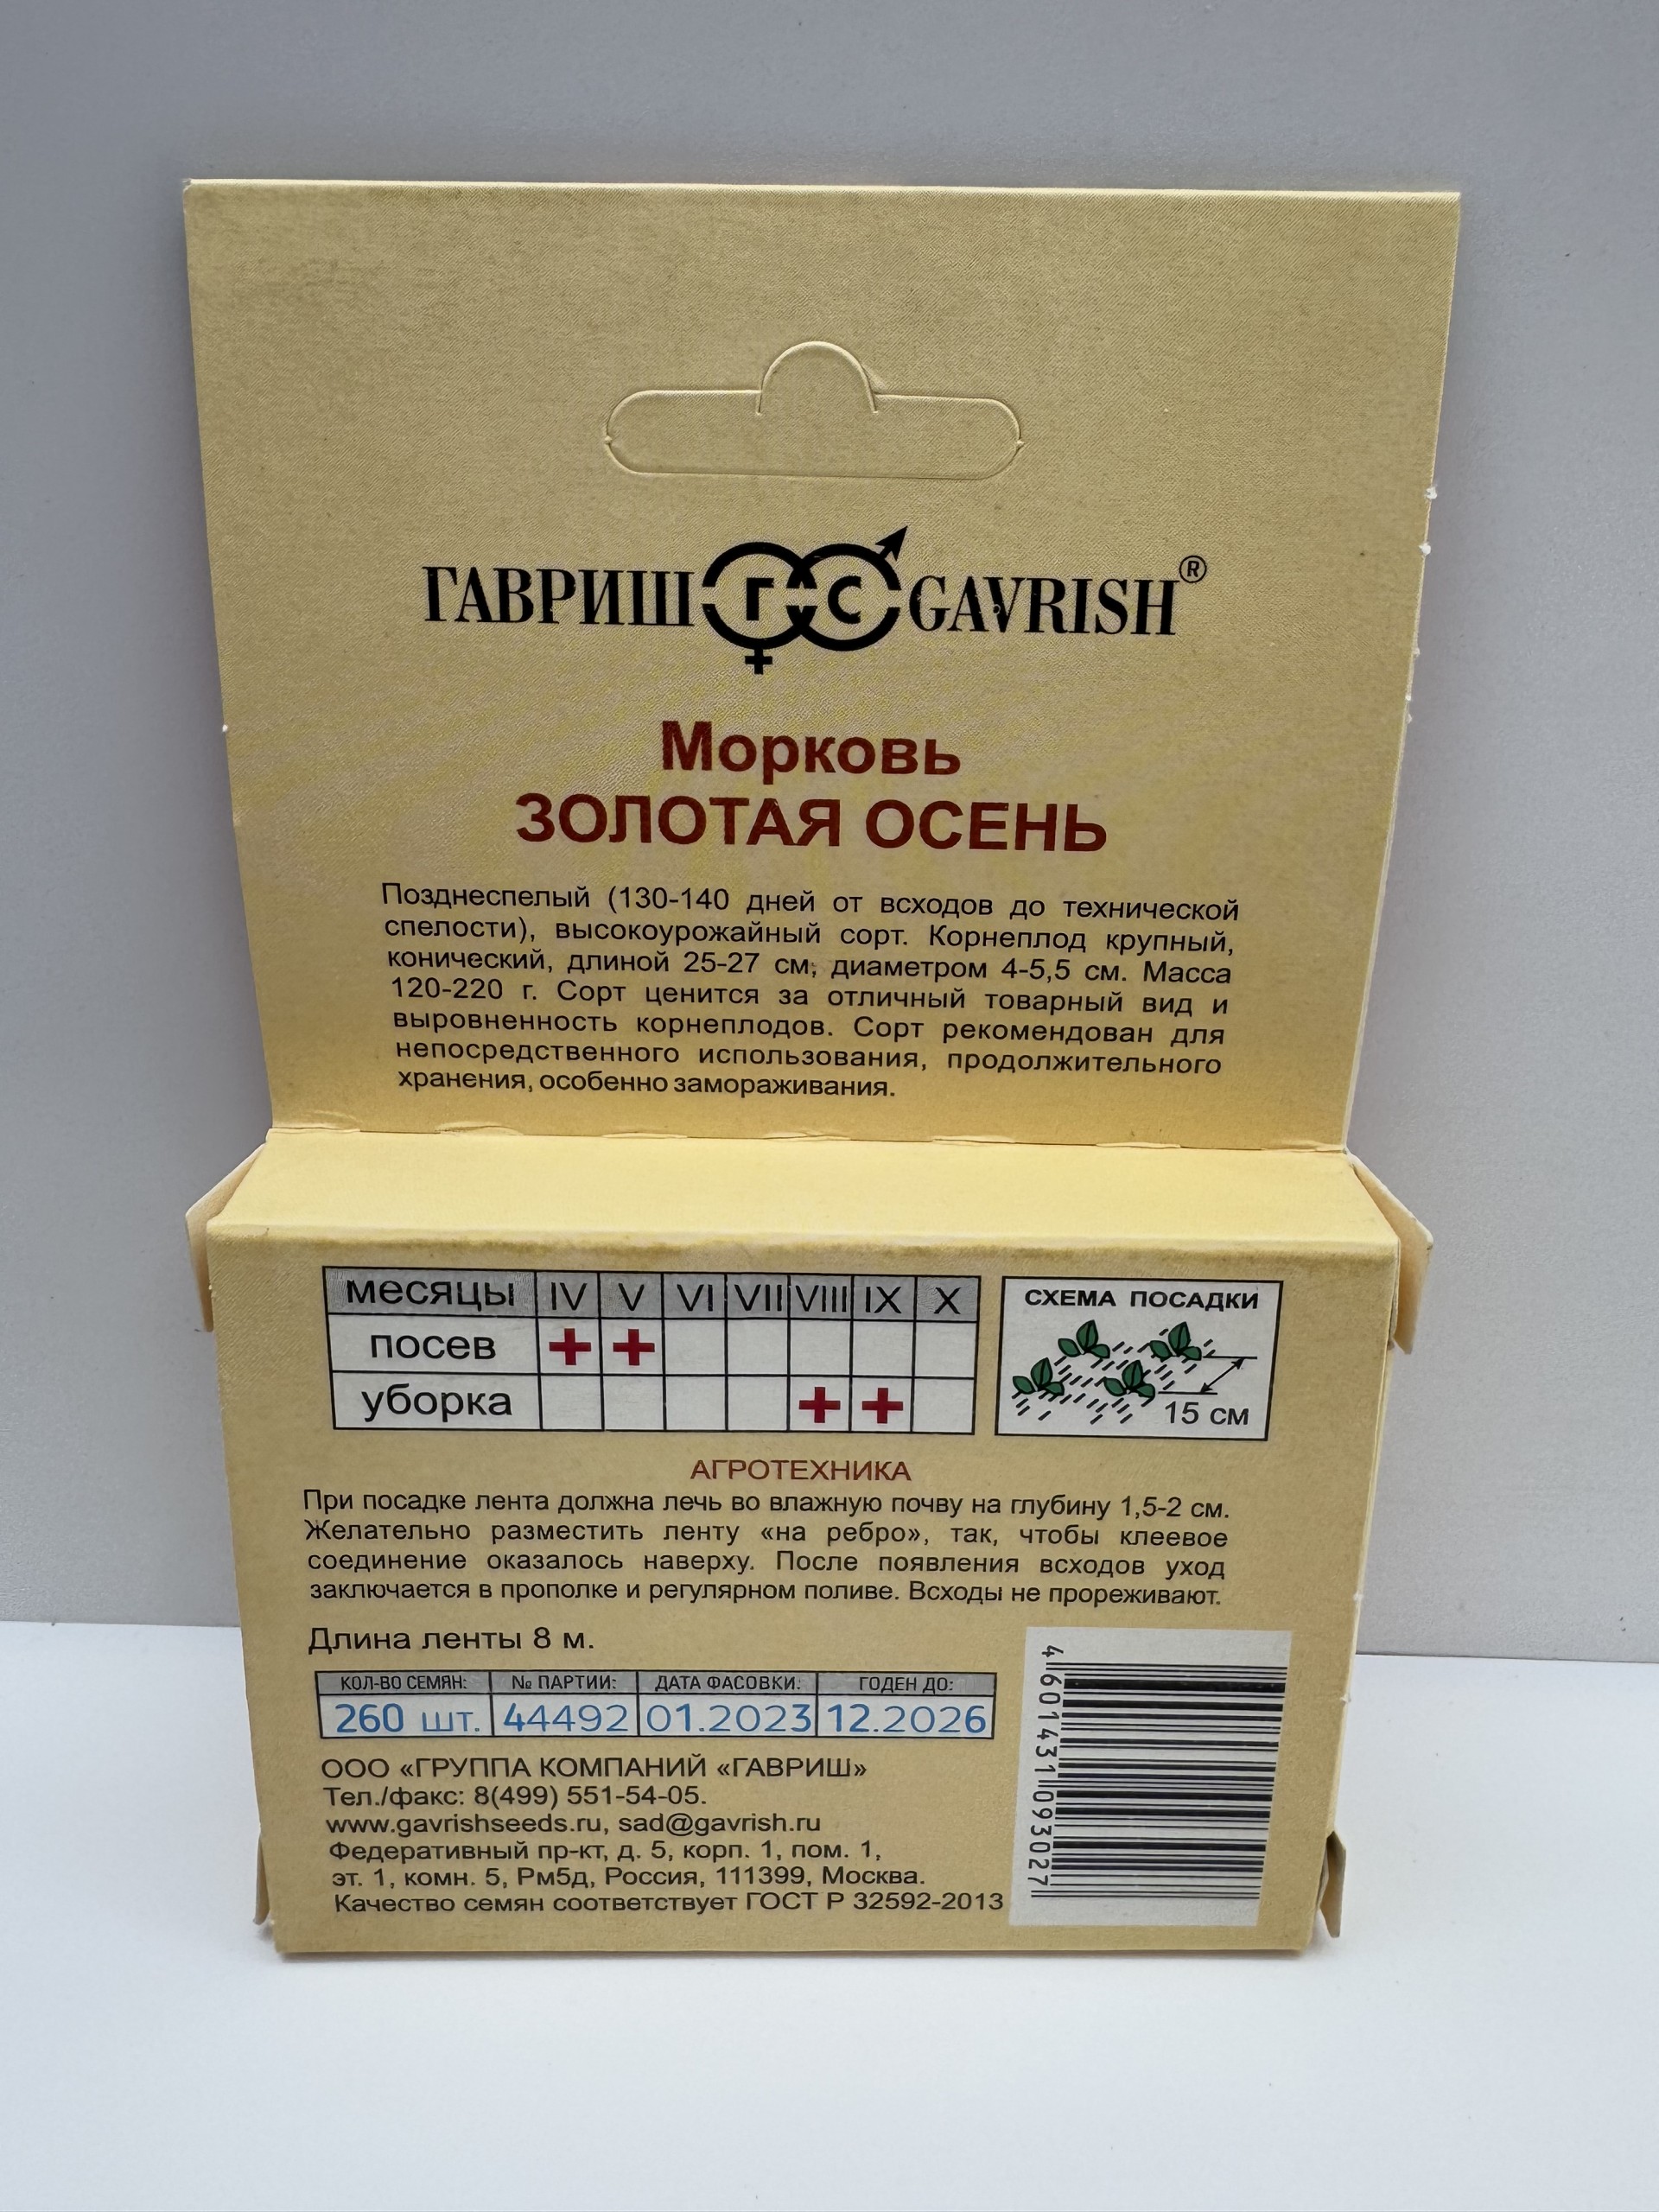 ГАВРИШ ГС GAVRISH®
Морковь
ЗОЛОТАЯ ОСЕНЬ
Позднеспелый (130-140 дней от всходов до технической
спелости), высокоурожайный сорт. Корнеплод крупный,
конический, длиной 25-27 см, диаметром 4-5,5 см. Масса
120-220 г. Сорт ценится за отличный товарный вид и
выровненность корнеплодов. Сорт рекомендован для
непосредственного использования, продолжительного
хранения, особенно замораживания.
месяцы IV V VI VII VIII IX X
посев + +
уборка + +
СХЕМА ПОСАДКИ
15 см
АГРОТЕХНИКА
При посадке лента должна лечь во влажную почву на глубину 1,5-2 см.
Желательно разместить ленту «на ребро», так, чтобы клеевое
соединение оказалось наверху. После появления всходов уход
заключается в прополке и регулярном поливе. Всходы не прореживают.
Длина ленты 8 м.
КОЛ-ВО СЕМЯН: № ПАРТИИ: ДАТА ФАСОВКИ: ГОДЕН ДО:
260 шт. 44492 01.2023 12.2026
ООО «ГРУППА КОМПАНИЙ «ГАВРИШ»
Тел./факс: 8(499) 551-54-05.
www.gavrishseeds.ru, sad@gavrish.ru
Федеративный пр-кт, д. 5, корп. 1, пом. 1,
эт. 1, комн. 5, Рм5д, Россия, 111399, Москва.
Качество семян соответствует ГОСТ Р 32592-2013
4 601431 093027